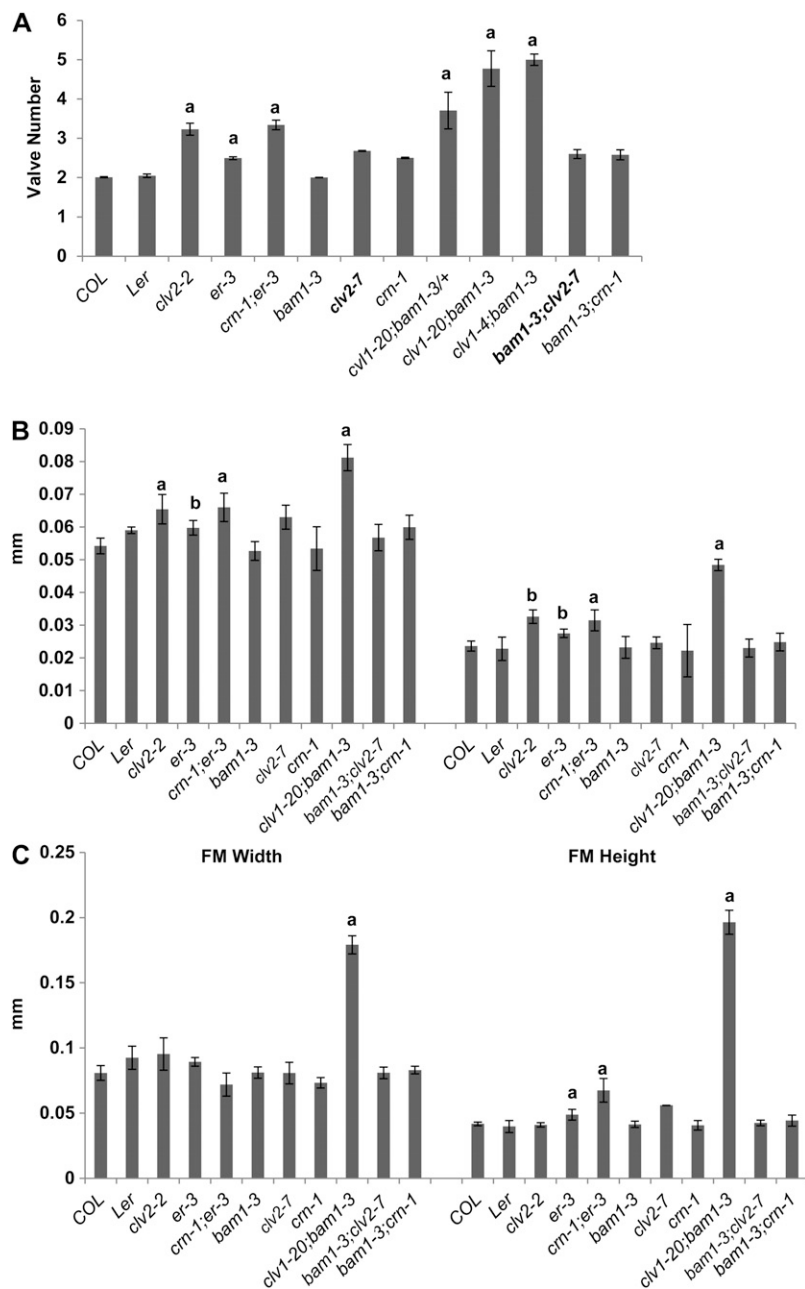 A
6
5
4
3
2
1
0
Valve Number
a
a
a
a
a
a
COL
Ler
clv2-2
er-3
crn-1;er-3
bam1-3
clv2-7
crn-1
cvl1-20;bam1-3/+
clv1-20;bam1-3
clv1-4;bam1-3
bam1-3;clv2-7
bam1-3;crn-1
B
0.09
0.08
0.07
0.06
0.05
0.04
0.03
0.02
0.01
0
mm
a
b
a
a
b
b
a
a
COL
Ler
clv2-2
er-3
crn-1;er-3
bam1-3
clv2-7
crn-1
clv1-20;bam1-3
bam1-3;clv2-7
bam1-3;crn-1
COL
Ler
clv2-2
er-3
crn-1;er-3
bam1-3
clv2-7
crn-1
clv1-20;bam1-3
bam1-3;clv2-7
bam1-3;crn-1
C
FM Width
FM Height
0.25
0.2
0.15
0.1
0.05
0
mm
a
a
a
a
COL
Ler
clv2-2
er-3
crn-1;er-3
bam1-3
clv2-7
crn-1
clv1-20;bam1-3
bam1-3;clv2-7
bam1-3;crn-1
COL
Ler
clv2-2
er-3
crn-1;er-3
bam1-3
clv2-7
crn-1
clv1-20;bam1-3
bam1-3;clv2-7
bam1-3;crn-1